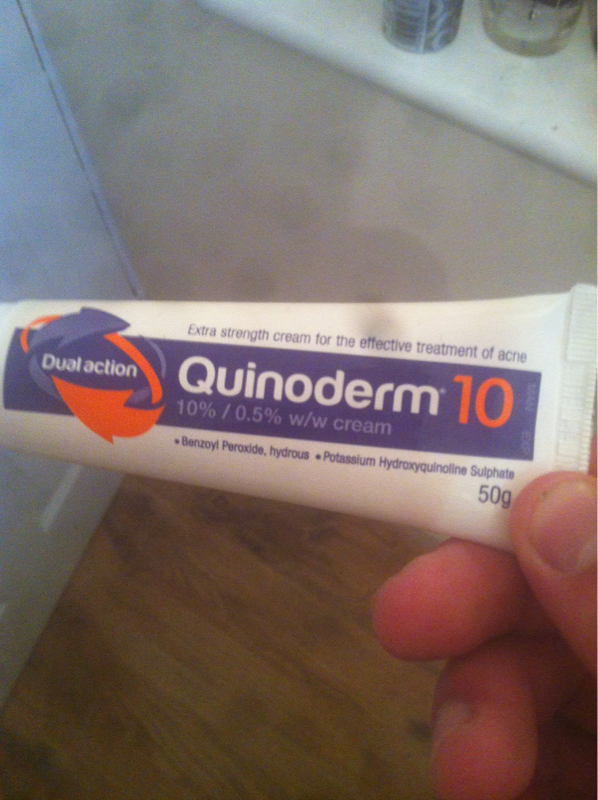 Extra strength cream for the effective treatment of acne
Dual action
Quinoderm® 10
10% / 0.5% w/w cream
• Benzoyl Peroxide, hydrous • Potassium Hydroxyquinoline Sulphate
50g